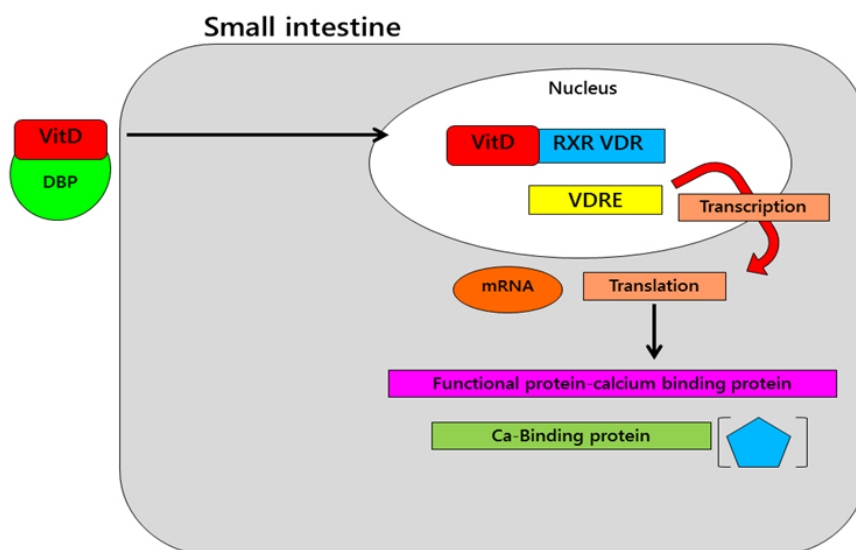 Small intestine
Nucleus
VitD
DBP
VitD RXR VDR
VDRE
Transcription
mRNA
Translation
Functional protein-calcium binding protein
Ca-Binding protein